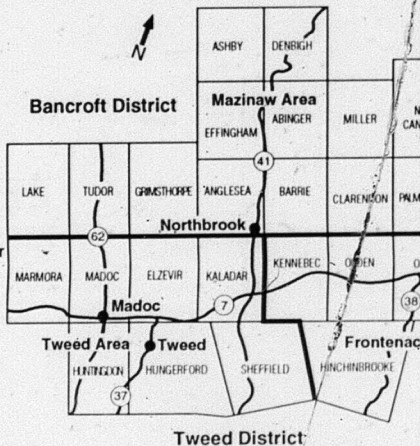 N
ASHBY DENBIGH
Bancroft District
Mazinaw Area
EFFINGHAM ABINGER MILLER
41
LAKE TUDOR GRIMSTHORPE ANGLESEA BARRIE CLARENDON
Northbrook
62
MARMORA MADOC ELZEVIR KALADAR KENNEBEC OLDEN
7
38
Madoc
Tweed Area Tweed
HUNTINGDON HUNGERFORD SHEFFIELD HINCHINBROOKE
37
Tweed District